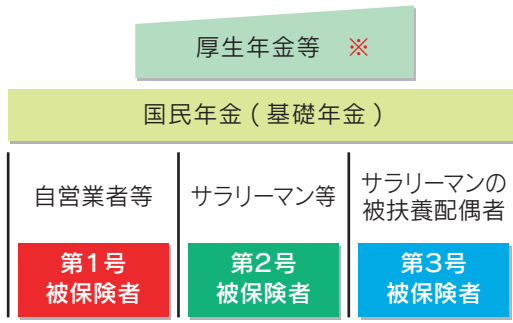 厚生年金等 ※
国民年金(基礎年金)
自営業者等
サラリーマン等
サラリーマンの
被扶養配偶者
第1号
被保険者
第2号
被保険者
第3号
被保険者